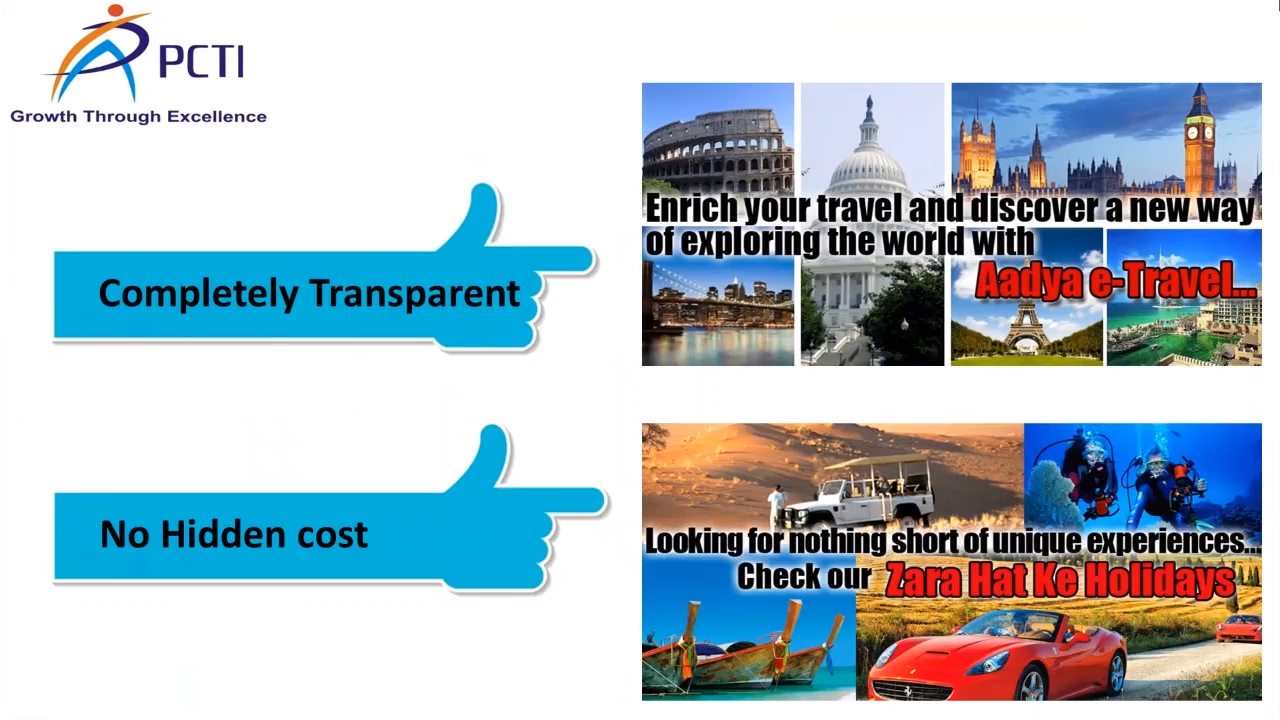 PCTI
Growth Through Excellence
Completely Transparent
No Hidden cost
Enrich your travel and discover a new way
of exploring the world with
Aadya e-Travel...
Looking for nothing short of unique experiences...
Check our Zara Hat Ke Holidays